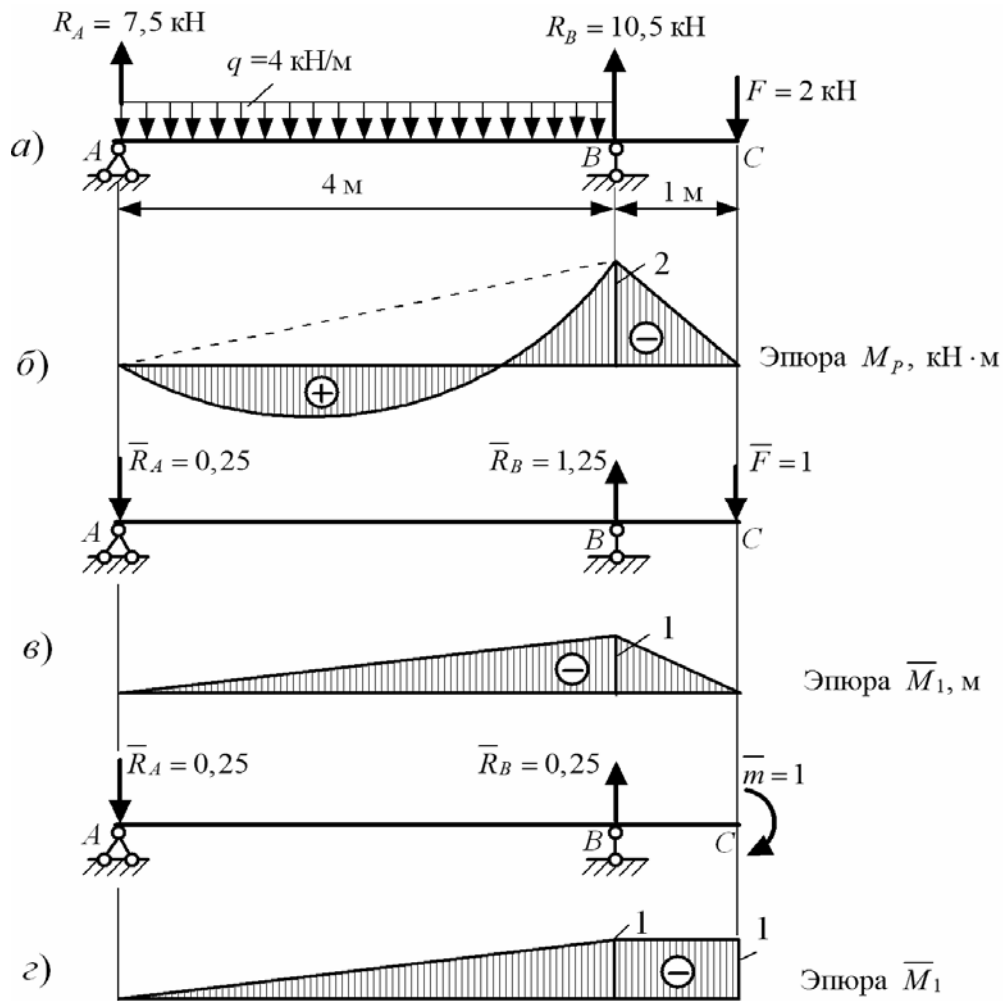 R_A = 7,5 кН
R_B = 10,5 кН
q =4 кН/м
F = 2 кН
а)
A
B
C
4 м
1 м
2
−
б)
Эпюра M_P, кН · м
+
R̅_A = 0,25
R̅_B = 1,25
F̅ = 1
A
B
C
1
в)
−
Эпюра M̅_1, м
R̅_A = 0,25
R̅_B = 0,25
m̅ = 1
A
B
C
1
1
г)
−
Эпюра M̅_1